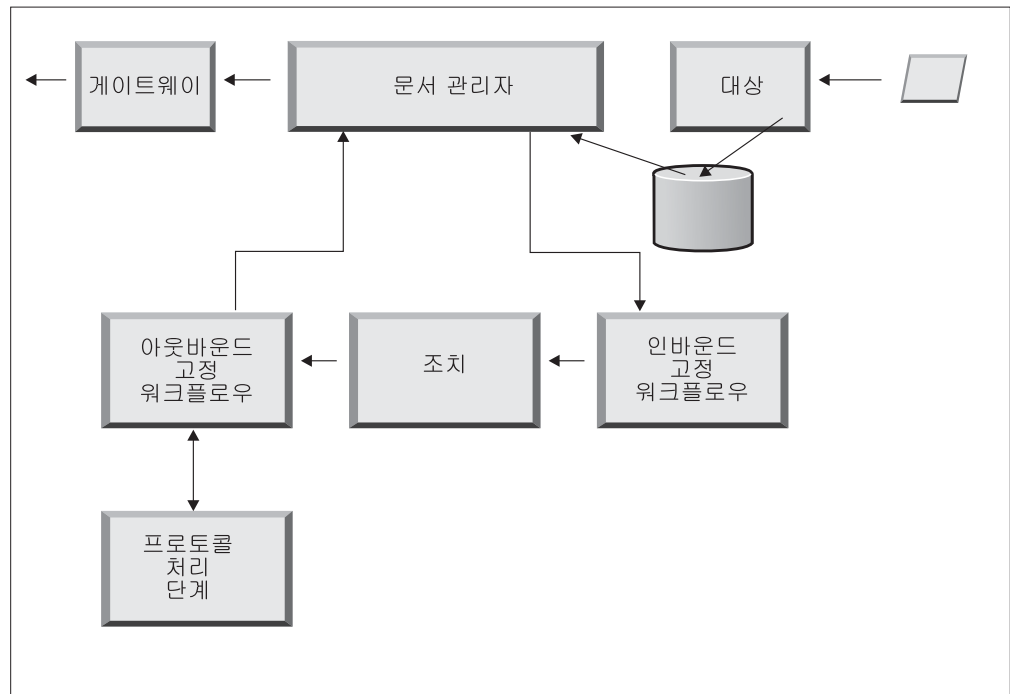 게이트웨이
문서 관리자
대상
아웃바운드
고정
워크플로우
조치
인바운드
고정
워크플로우
프로토콜
처리
단계